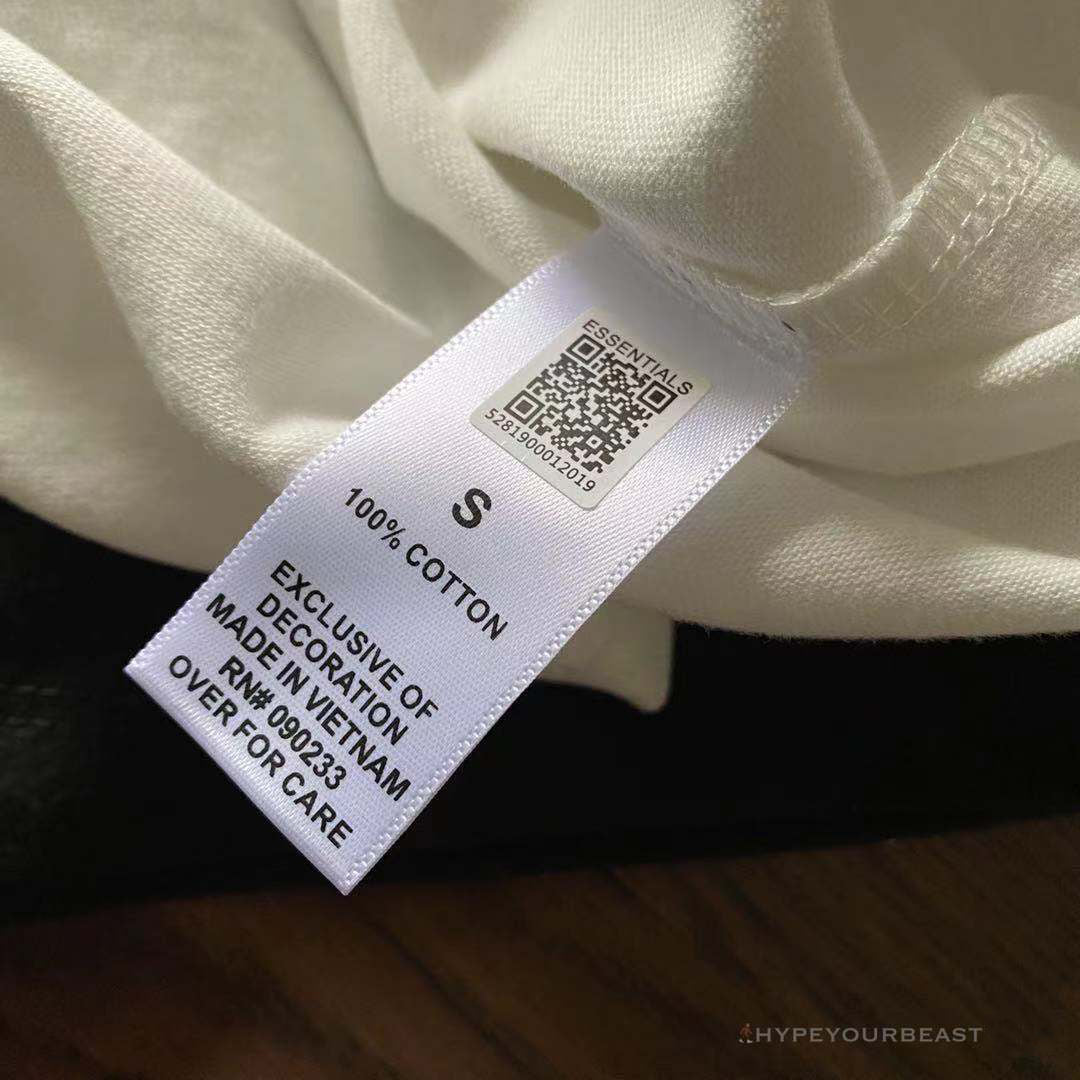 ESSENTIALS
5281900012019
S
100% COTTON
EXCLUSIVE OF
DECORATION
MADE IN VIETNAM
RN# 090233
OVER FOR CARE
HYPEYOURBEAST